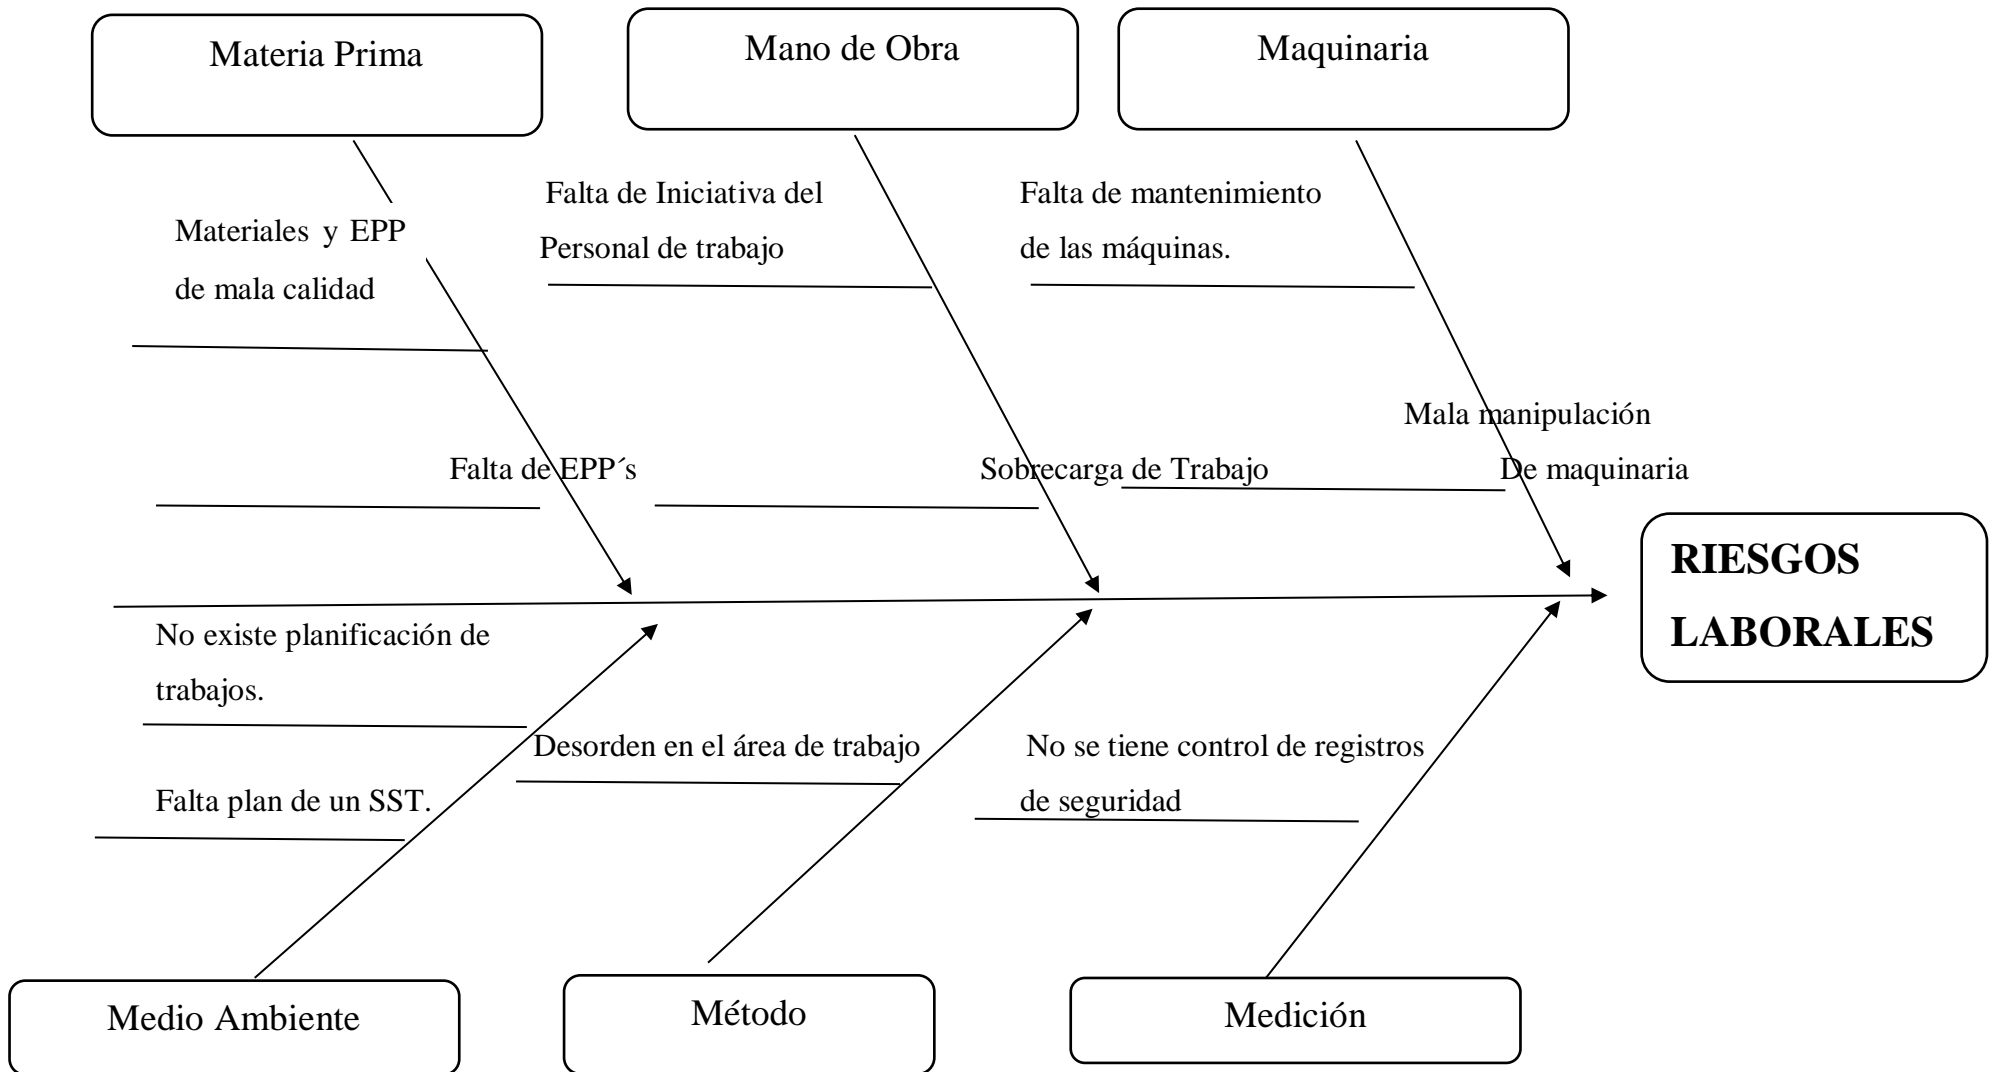 Materia Prima
Mano de Obra
Maquinaria
Materiales y EPP
de mala calidad
Falta de Iniciativa del
Personal de trabajo
Falta de mantenimiento
de las máquinas.
Falta de EPP´s
Sobrecarga de Trabajo
Mala manipulación
De maquinaria
RIESGOS
LABORALES
No existe planificación de
trabajos.
Falta plan de un SST.
Desorden en el área de trabajo
No se tiene control de registros
de seguridad
Medio Ambiente
Método
Medición